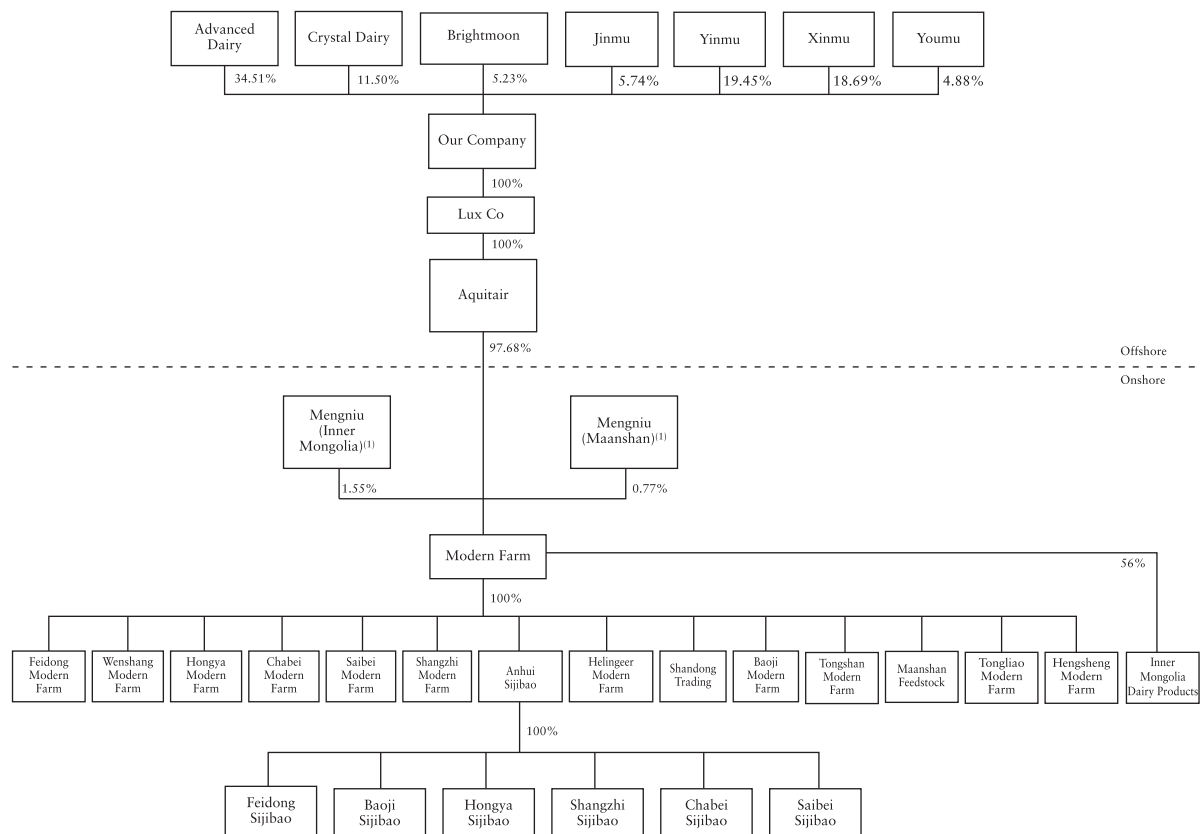 Advanced
Dairy
Crystal Dairy
Brightmoon
Jinmu
Yinmu
Xinmu
Youmu
34.51%
11.50%
5.23%
5.74%
19.45%
18.69%
4.88%
Our Company
100%
Lux Co
100%
Aquitair
97.68%
Offshore
Onshore
Mengniu
(Inner
Mongolia)(1)
Mengniu
(Maanshan)(1)
1.55%
0.77%
Modern Farm
56%
100%
Feidong
Modern
Farm
Wenshang
Modern
Farm
Hongya
Modern
Farm
Chabei
Modern
Farm
Saibei
Modern
Farm
Shangzhi
Modern
Farm
Anhui
Sijibao
Helingeer
Modern
Farm
Shandong
Trading
Baoji
Modern
Farm
Tongshan
Modern
Farm
Maanshan
Feedstock
Tongliao
Modern
Farm
Hengsheng
Modern
Farm
Inner
Mongolia
Dairy Products
100%
Feidong
Sijibao
Baoji
Sijibao
Hongya
Sijibao
Shangzhi
Sijibao
Chabei
Sijibao
Saibei
Sijibao